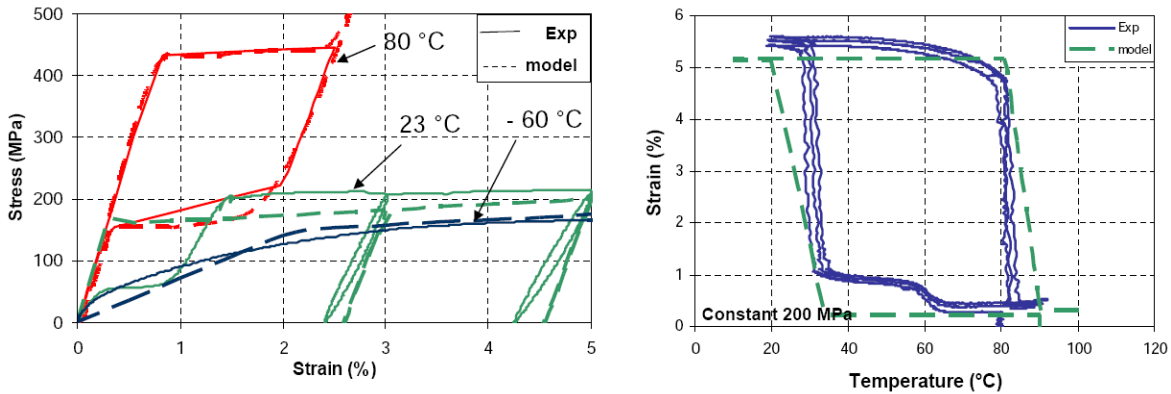 500
400
300
200
100
0
Stress (MPa)
0 1 2 3 4 5
Strain (%)
80 °C
23 °C
- 60 °C
Exp
model
6
5
4
3
2
1
0
Strain (%)
0 20 40 60 80 100 120
Temperature (°C)
Constant 200 MPa
Exp
model